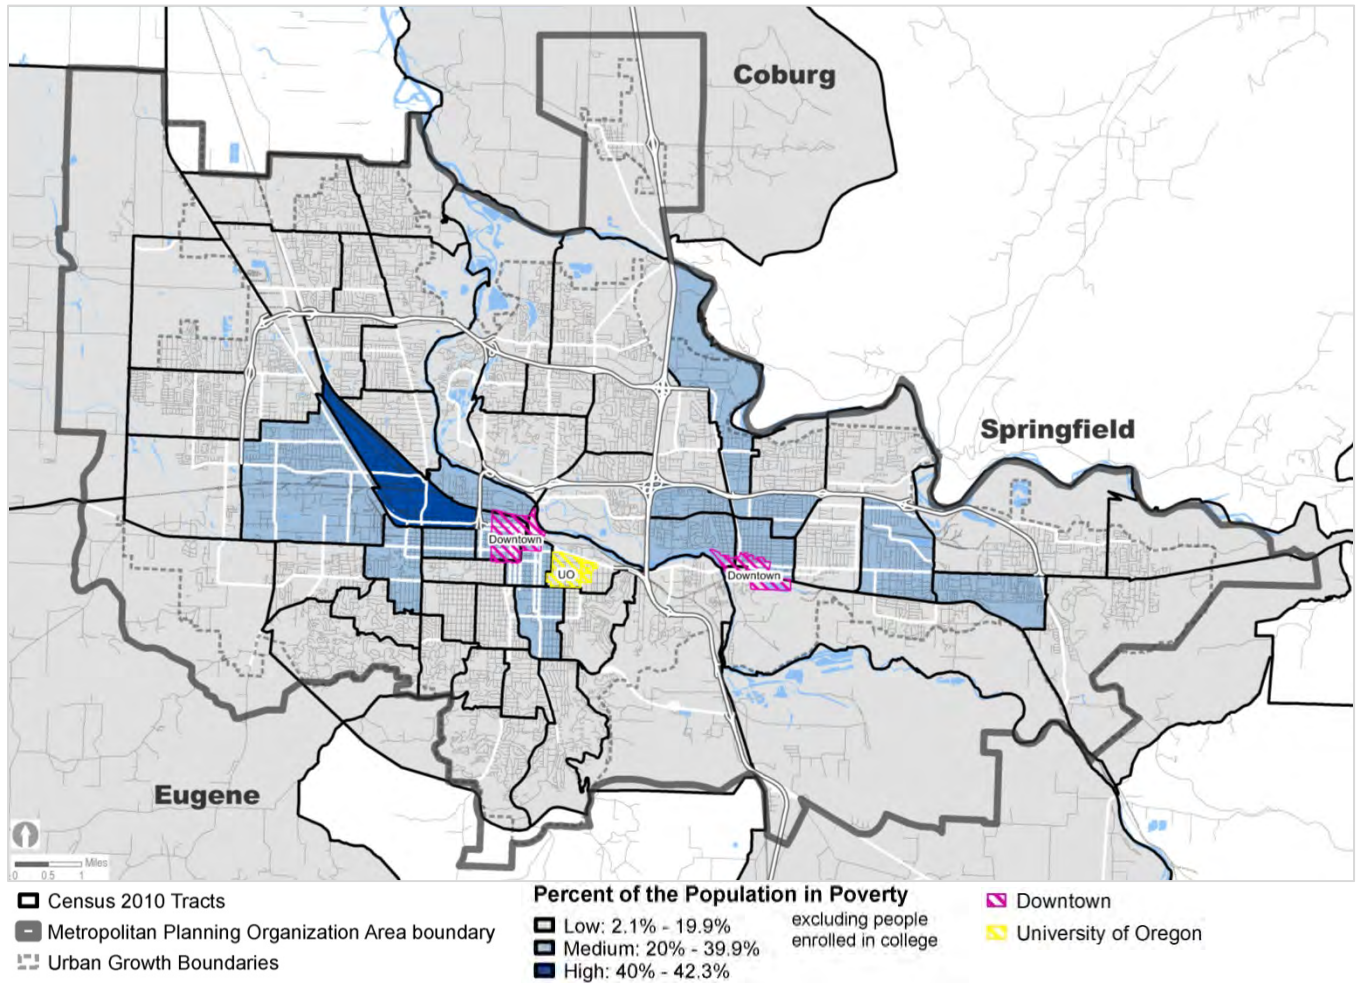 Coburg
Springfield
Downtown
UO
Downtown
Eugene
Miles
0 0.5 1
Census 2010 Tracts
Metropolitan Planning Organization Area boundary
Urban Growth Boundaries
Percent of the Population in Poverty
Low: 2.1% - 19.9%
Medium: 20% - 39.9%
High: 40% - 42.3%
excluding people
enrolled in college
Downtown
University of Oregon